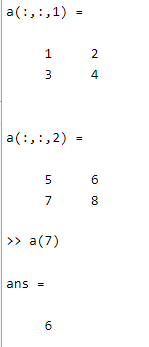 a(:,:,1) =
1 2
3 4
a(:,:,2) =
5 6
7 8
>> a(7)
ans =
6